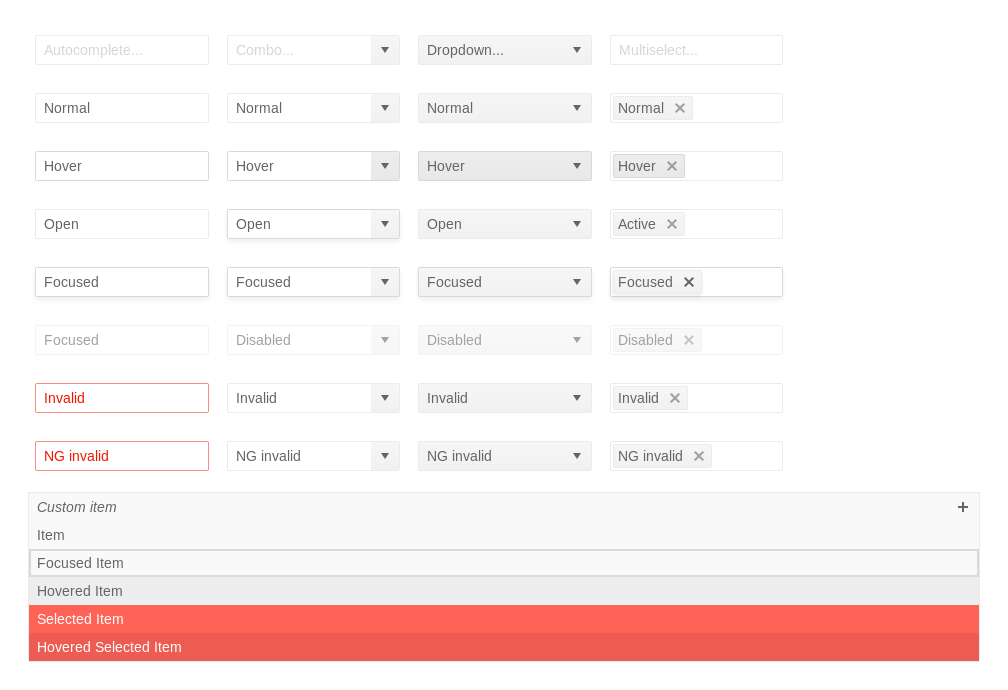 Autocomplete... Combo... Dropdown... Multiselect...
Normal Normal Normal Normal
Hover Hover Hover Hover
Open Open Open Active
Focused Focused Focused Focused
Focused Disabled Disabled Disabled
Invalid Invalid Invalid Invalid
NG invalid NG invalid NG invalid NG invalid
Custom item
Item
Focused Item
Hovered Item
Selected Item
Hovered Selected Item